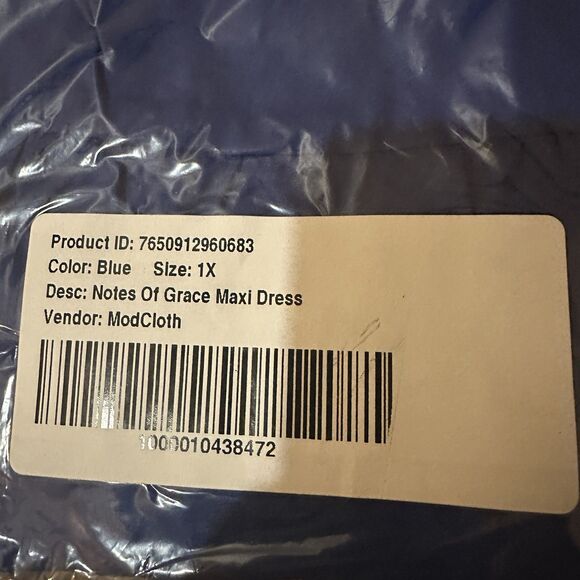 Product ID: 7650912960683
Color: Blue Size: 1X
Desc: Notes Of Grace Maxi Dress
Vendor: ModCloth
1000010438472